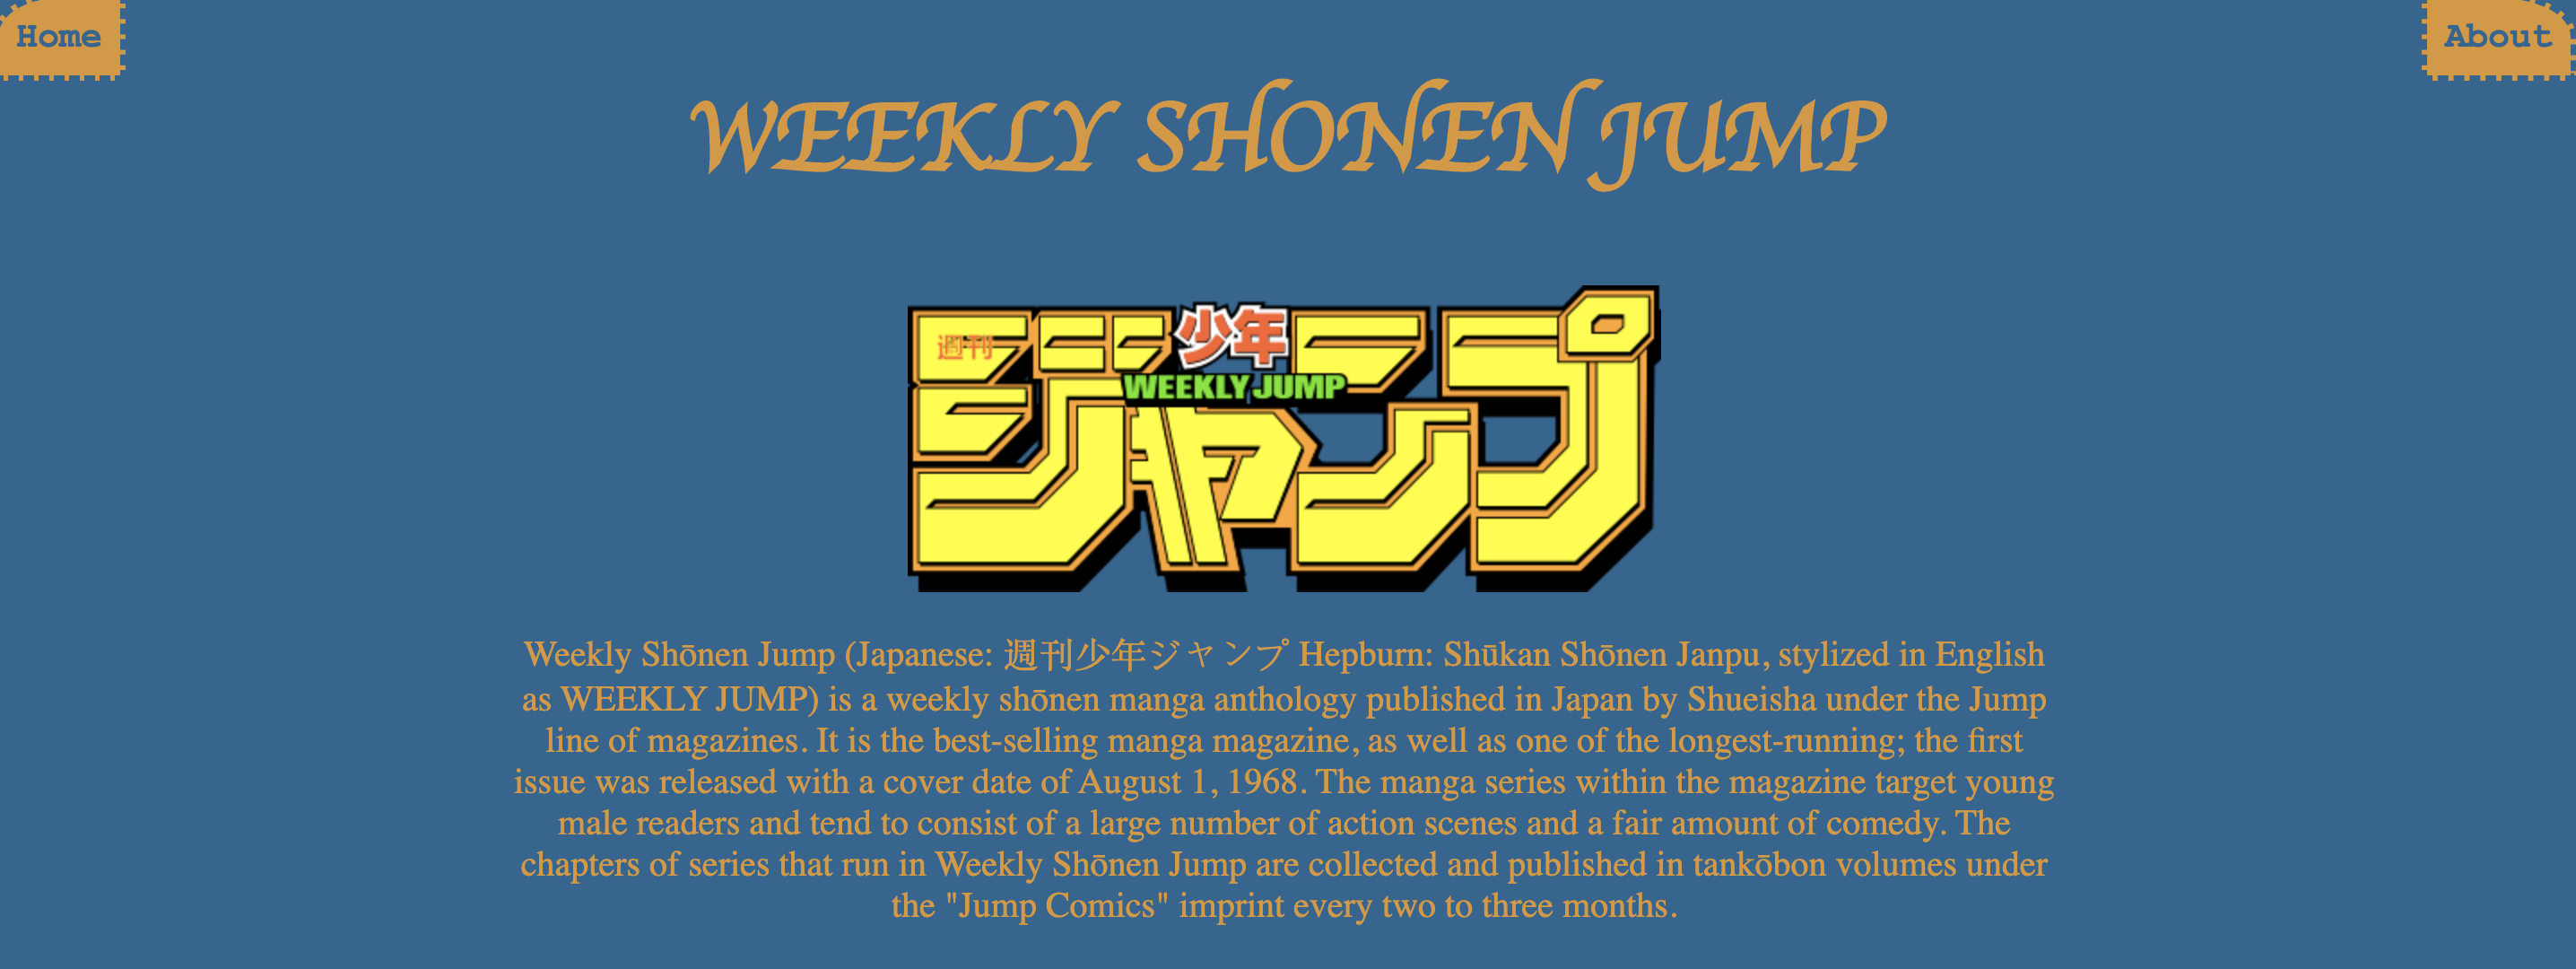 Home
About
WEEKLY SHONEN JUMP
週刊
少年
WEEKLY JUMP
ジャンプ
Weekly Shōnen Jump (Japanese: 週刊少年ジャンプ Hepburn: Shūkan Shōnen Janpu, stylized in English
as WEEKLY JUMP) is a weekly shōnen manga anthology published in Japan by Shueisha under the Jump
line of magazines. It is the best-selling manga magazine, as well as one of the longest-running; the first
issue was released with a cover date of August 1, 1968. The manga series within the magazine target young
male readers and tend to consist of a large number of action scenes and a fair amount of comedy. The
chapters of series that run in Weekly Shōnen Jump are collected and published in tankōbon volumes under
the "Jump Comics" imprint every two to three months.